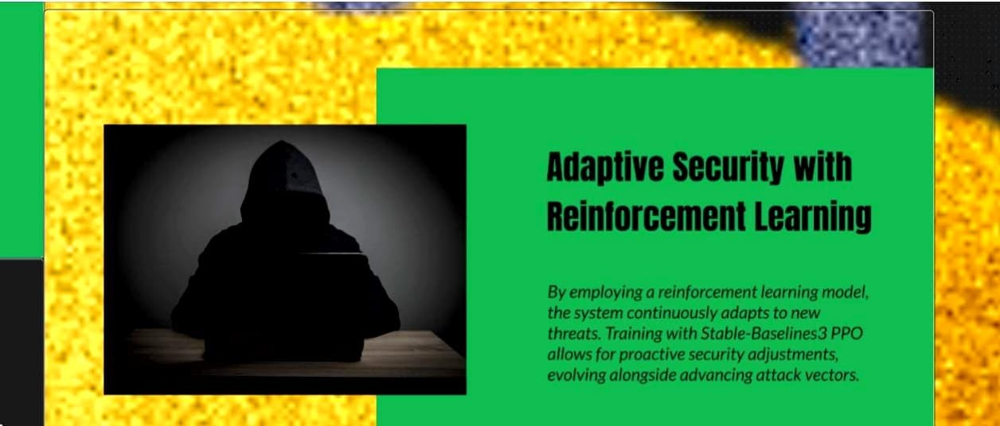 Adaptive Security with
Reinforcement Learning
By employing a reinforcement learning model,
the system continuously adapts to new
threats. Training with Stable-Baselines3 PPO
allows for proactive security adjustments,
evolving alongside advancing attack vectors.